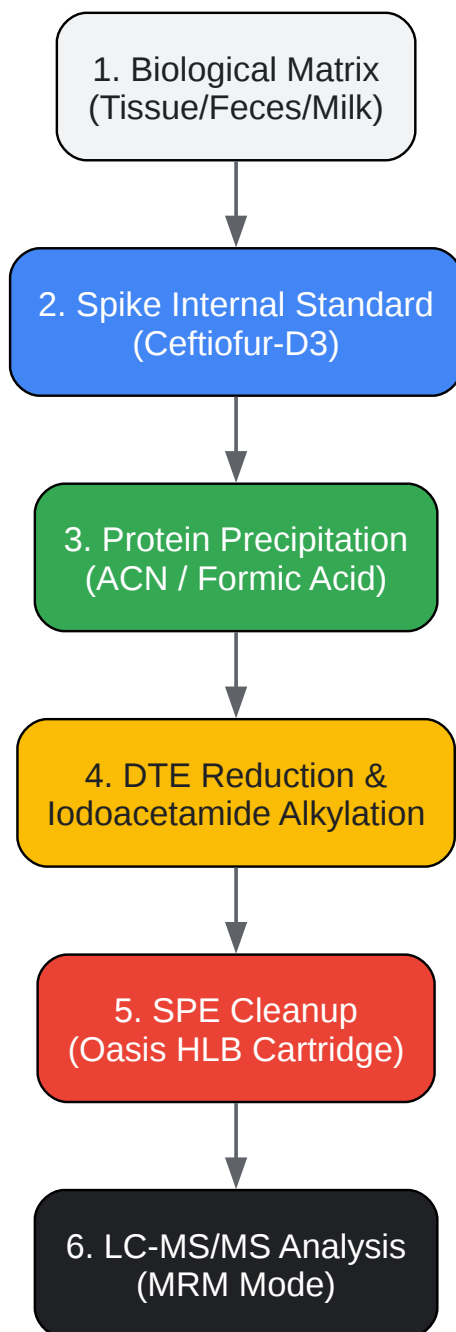 1. Biological Matrix
(Tissue/Feces/Milk)
2. Spike Internal Standard
(Ceftiofur-D3)
3. Protein Precipitation
(ACN / Formic Acid)
4. DTE Reduction &
Iodoacetamide Alkylation
5. SPE Cleanup
(Oasis HLB Cartridge)
6. LC-MS/MS Analysis
(MRM Mode)